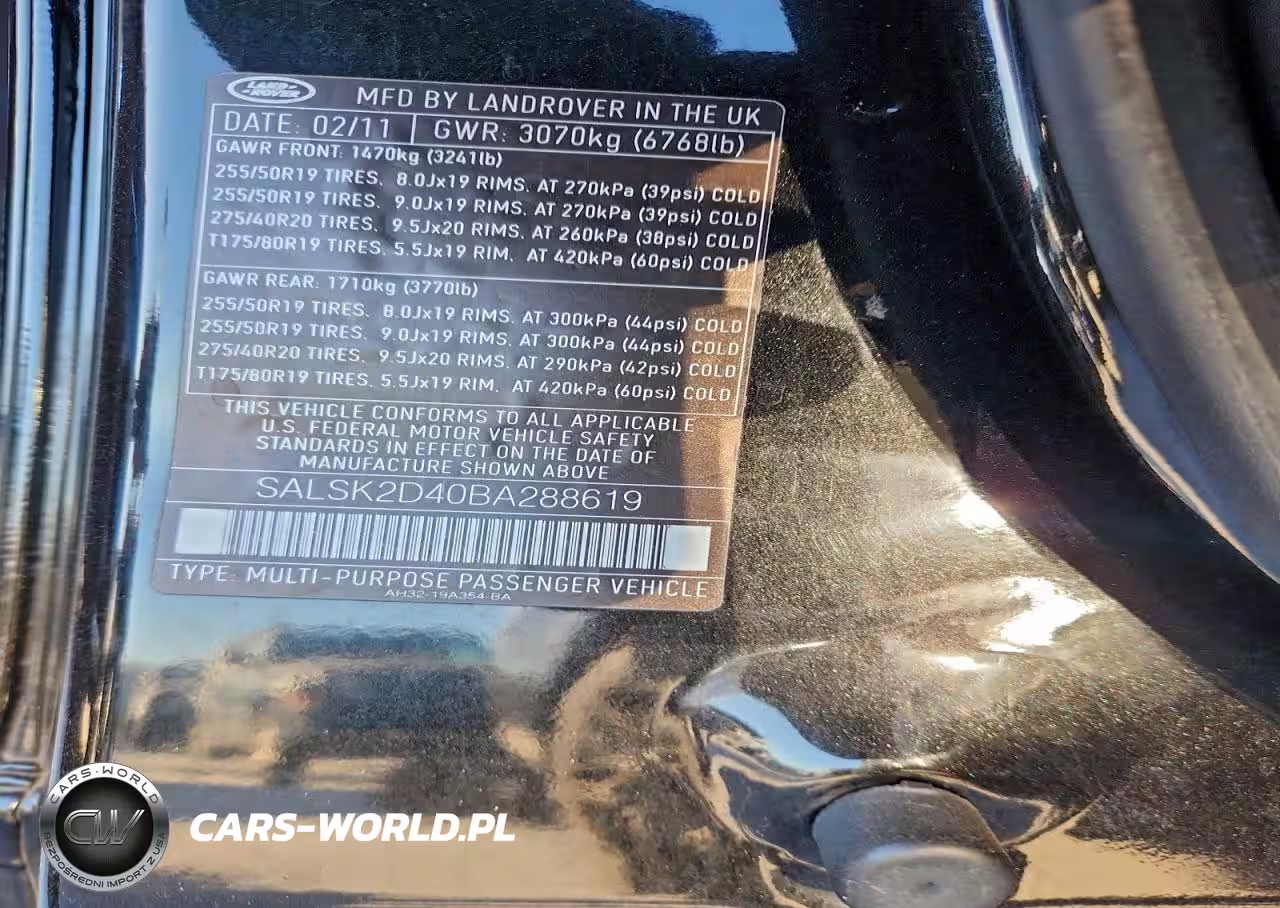 LAND ROVER
MFD BY LANDROVER IN THE UK
DATE: 02/11 | GWR: 3070kg (6768lb)
GAWR FRONT: 1470kg (3241lb)
255/50R19 TIRES. 8.0Jx19 RIMS. AT 270kPa (39psi) COLD
255/50R19 TIRES. 9.0Jx19 RIMS. AT 270kPa (39psi) COLD
275/40R20 TIRES. 9.5Jx20 RIMS. AT 260kPa (38psi) COLD
T175/80R19 TIRES. 5.5Jx19 RIM. AT 420kPa (60psi) COLD
GAWR REAR: 1710kg (3770lb)
255/50R19 TIRES. 8.0Jx19 RIMS. AT 300kPa (44psi) COLD
255/50R19 TIRES. 9.0Jx19 RIMS. AT 300kPa (44psi) COLD
275/40R20 TIRES. 9.5Jx20 RIMS. AT 290kPa (42psi) COLD
T175/80R19 TIRES. 5.5Jx19 RIM. AT 420kPa (60psi) COLD
THIS VEHICLE CONFORMS TO ALL APPLICABLE
U.S. FEDERAL MOTOR VEHICLE SAFETY
STANDARDS IN EFFECT ON THE DATE OF
MANUFACTURE SHOWN ABOVE
SALSK2D40BA288619
TYPE: MULTI-PURPOSE PASSENGER VEHICLE
AH32-19A354-BA
CARS-WORLD
CW
BEZPOŚREDNI IMPORT Z USA
CARS-WORLD.PL